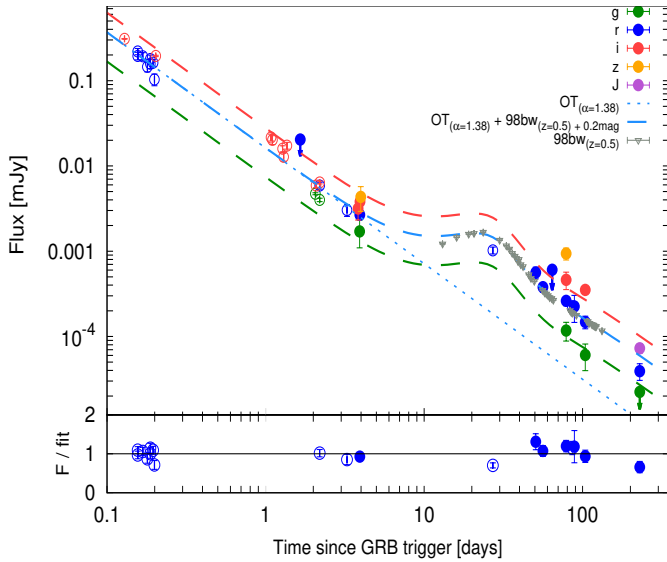 g
r
i
z
J
OT(α=1.38)
OT(α=1.38) + 98bw(z=0.5) + 0.2mag
98bw(z=0.5)
Flux [mJy]
0.1
0.01
0.001
10^-4
F / fit
2
1
0
0.1 1 10 100
Time since GRB trigger [days]